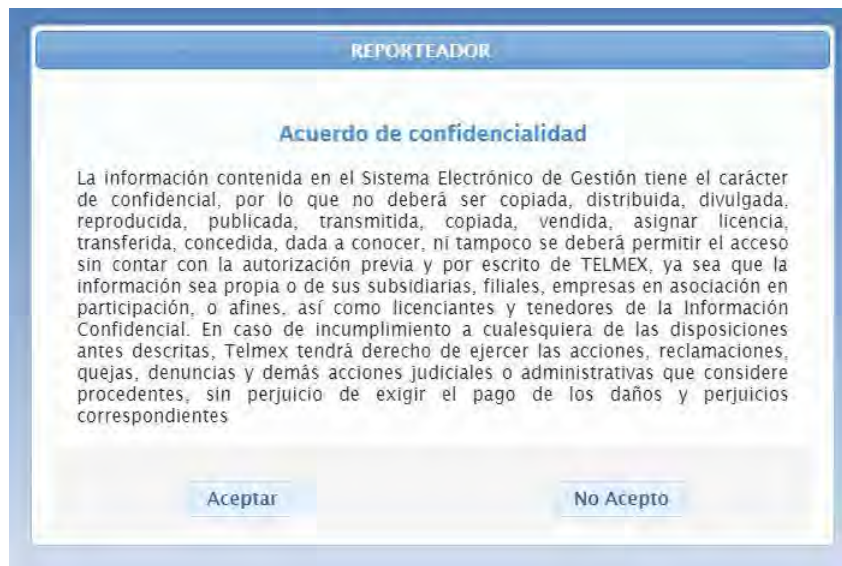 REPORTEADOR
Acuerdo de confidencialidad
La información contenida en el Sistema Electrónico de Gestión tiene el carácter
de confidencial, por lo que no deberá ser copiada, distribuida, divulgada,
reproducida, publicada, transmitida, copiada, vendida, asignar licencia,
transferida, concedida, dada a conocer, ni tampoco se deberá permitir el acceso
sin contar con la autorización previa y por escrito de TELMEX, ya sea que la
información sea propia o de sus subsidiarias, filiales, empresas en asociación en
participación, o afines, así como licenciantes y tenedores de la Información
Confidencial. En caso de incumplimiento a cualesquiera de las disposiciones
antes descritas, Telmex tendrá derecho de ejercer las acciones, reclamaciones,
quejas, denuncias y demás acciones judiciales o administrativas que considere
procedentes, sin perjuicio de exigir el pago de los daños y perjuicios
correspondientes
Aceptar No Acepto